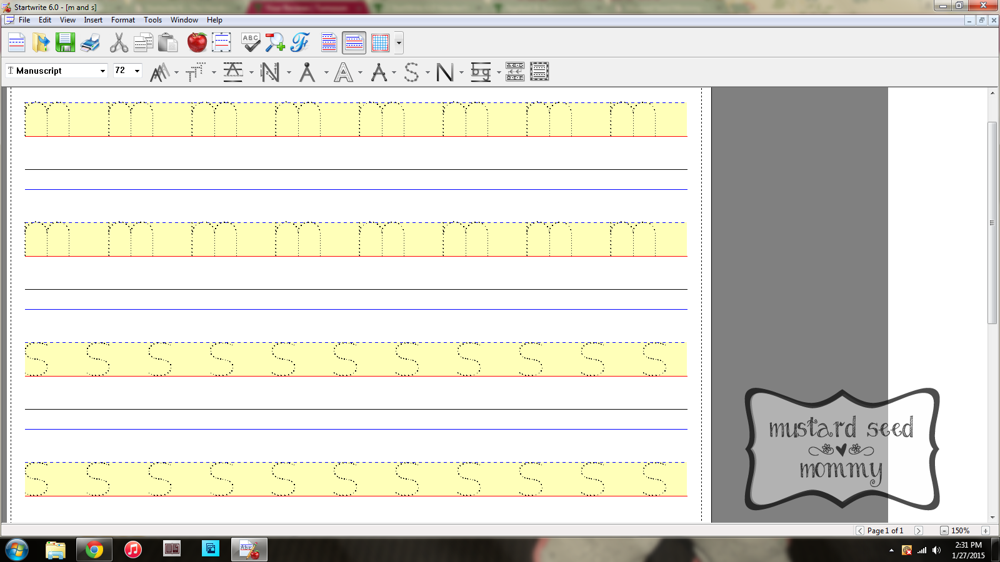 Startwrite 6.0 - [m and s]
File Edit View Insert Format Tools Window Help
ABC
Manuscript 72
m m m m m m m m
m m m m m m m m
s s s s s s s s s s s
s s s s s s s s s s s
mustard seed
mommy
Page 1 of 1 150%
2:31 PM
1/27/2015